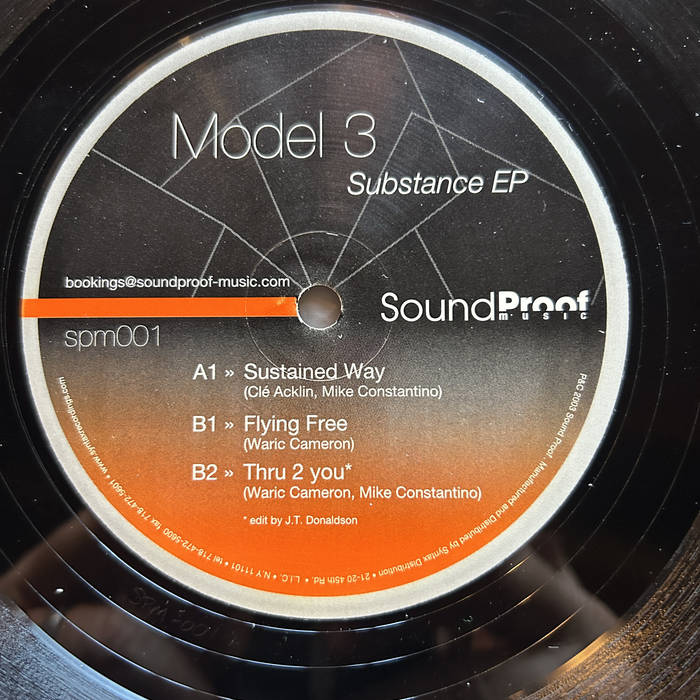 Model 3
Substance EP
bookings@soundproof-music.com
SoundProof
music
spm001
A1 » Sustained Way
(Clé Acklin, Mike Constantino)
B1 » Flying Free
(Waric Cameron)
B2 » Thru 2 you*
(Waric Cameron, Mike Constantino)
* edit by J.T. Donaldson
P&C 2003 Sound Proof. Manufactured and Distributed by Syntax Distribution * 21-20 45th Rd. * L.I.C. * N.Y 11101 * tel 718-472-5600 fax 718-472-5601 * www.syntaxrecordings.com